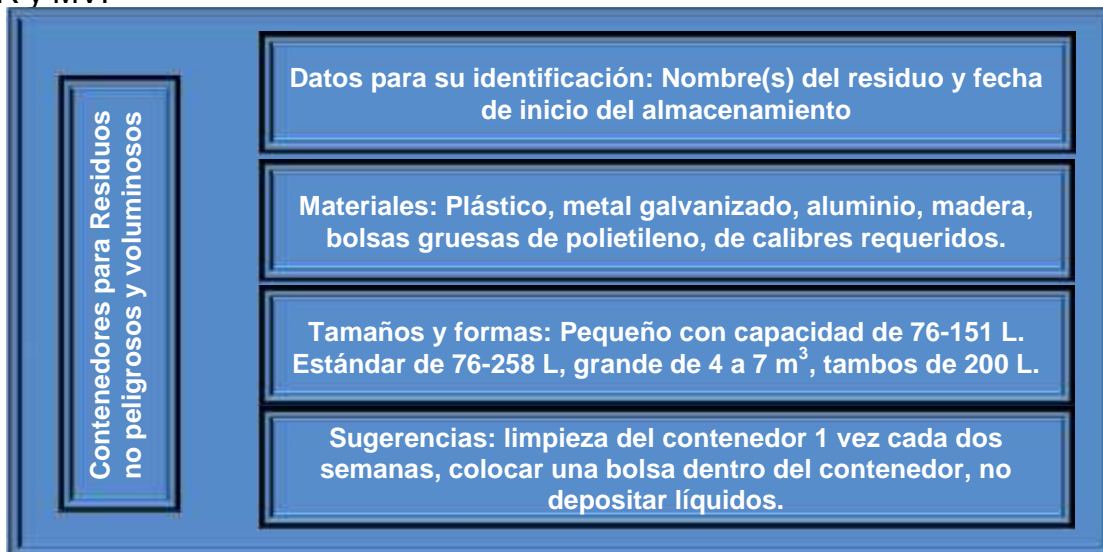 Contenedores para Residuos
no peligrosos y voluminosos
Datos para su identificación: Nombre(s) del residuo y fecha
de inicio del almacenamiento
Materiales: Plástico, metal galvanizado, aluminio, madera,
bolsas gruesas de polietileno, de calibres requeridos.
Tamaños y formas: Pequeño con capacidad de 76-151 L.
Estándar de 76-258 L, grande de 4 a 7 m³, tambos de 200 L.
Sugerencias: limpieza del contenedor 1 vez cada dos
semanas, colocar una bolsa dentro del contenedor, no
depositar líquidos.